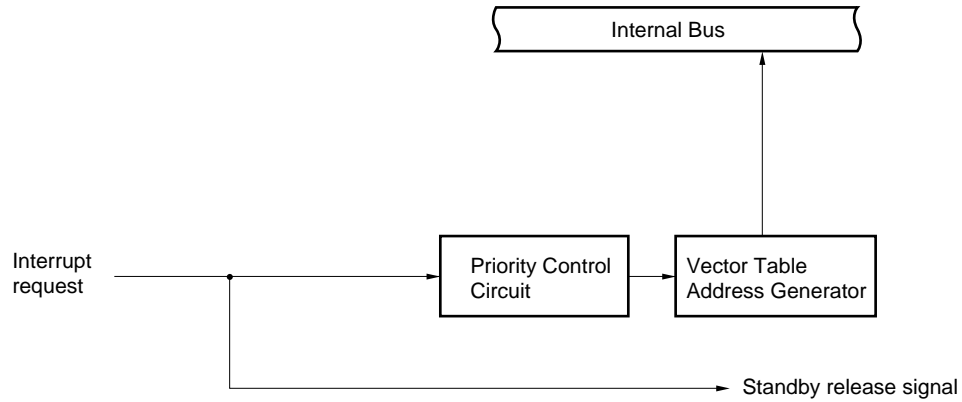 Internal Bus
Interrupt
request
Priority Control
Circuit
Vector Table
Address Generator
Standby release signal